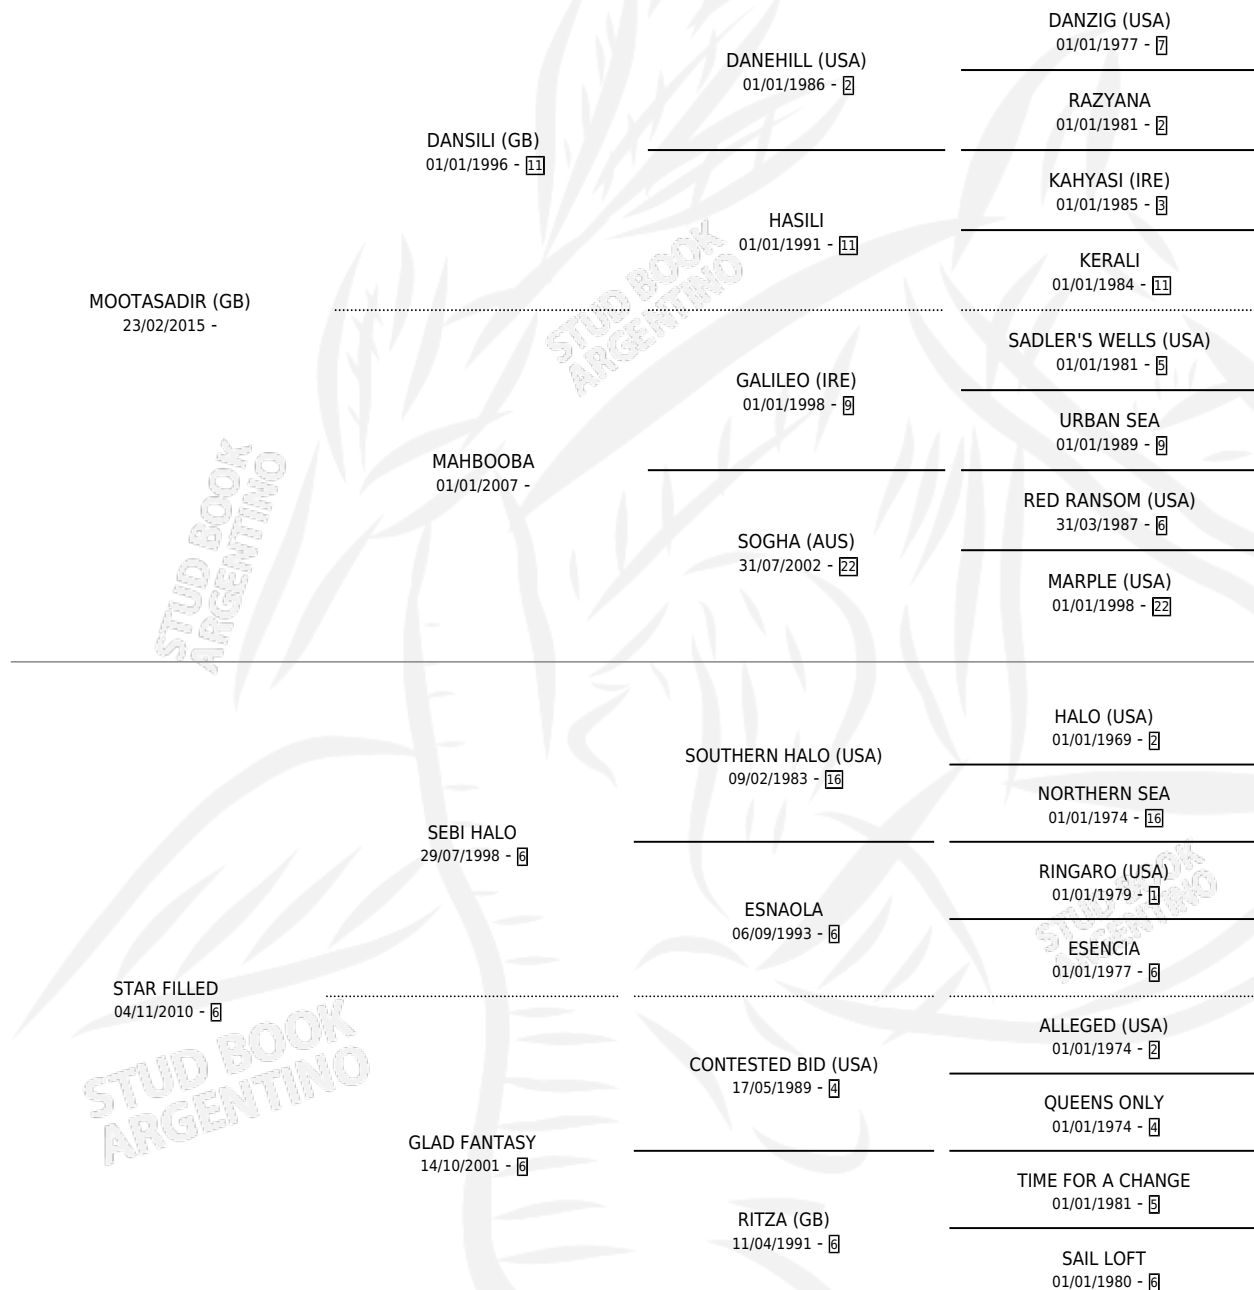 DANZIG (USA)
01/01/1977 - 7
DANEHILL (USA)
01/01/1986 - 2
RAZYANA
01/01/1981 - 2
DANSILI (GB)
01/01/1996 - 11
KAHYASI (IRE)
01/01/1985 - 3
HASILI
01/01/1991 - 11
KERALI
01/01/1984 - 11
MOOTASADIR (GB)
23/02/2015 -
SADLER'S WELLS (USA)
01/01/1981 - 5
GALILEO (IRE)
01/01/1998 - 9
URBAN SEA
01/01/1989 - 9
MAHBOOBA
01/01/2007 -
RED RANSOM (USA)
31/03/1987 - 6
SOGHA (AUS)
31/07/2002 - 22
MARPLE (USA)
01/01/1998 - 22
HALO (USA)
01/01/1969 - 2
SOUTHERN HALO (USA)
09/02/1983 - 16
NORTHERN SEA
01/01/1974 - 16
SEBI HALO
29/07/1998 - 6
RINGARO (USA)
01/01/1979 - 1
ESNAOLA
06/09/1993 - 6
ESENCIA
01/01/1977 - 6
STAR FILLED
04/11/2010 - 6
ALLEGED (USA)
01/01/1974 - 2
CONTESTED BID (USA)
17/05/1989 - 4
QUEENS ONLY
01/01/1974 - 4
GLAD FANTASY
14/10/2001 - 6
TIME FOR A CHANGE
01/01/1981 - 5
RITZA (GB)
11/04/1991 - 6
SAIL LOFT
01/01/1980 - 6
STUD BOOK
ARGENTINO
STUD BOOK
ARGENTINO
STUD BOOK
ARGENTINO
STUD BOOK
ARGENTINO